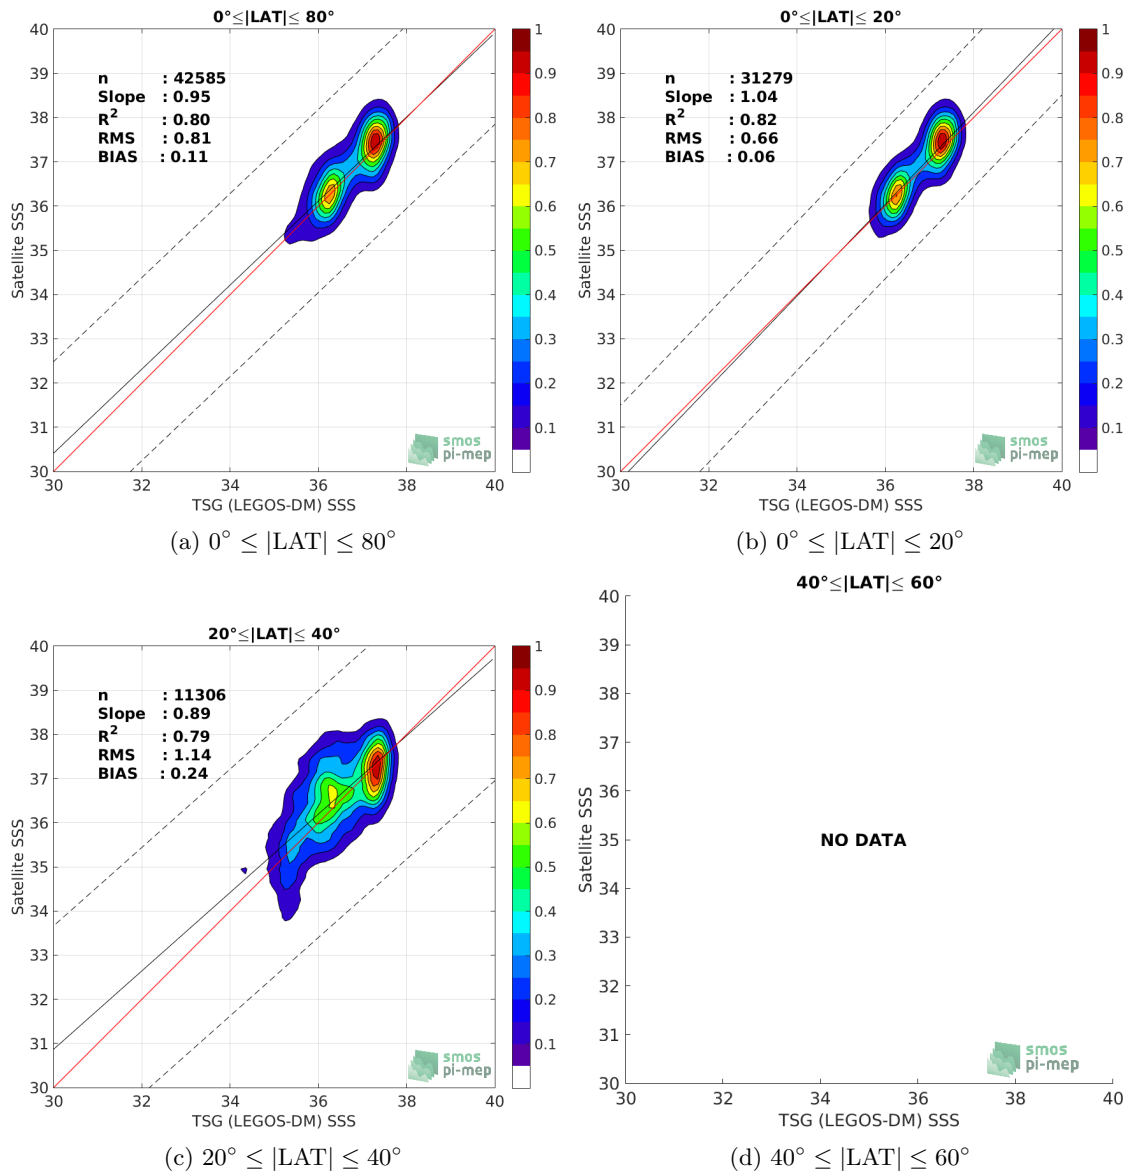 0°≤|LAT|≤ 80°
40
39
38
37
36
35
34
33
32
31
30
n : 42585
Slope : 0.95
R2 : 0.80
RMS : 0.81
BIAS : 0.11
1
0.9
0.8
0.7
0.6
0.5
0.4
0.3
0.2
0.1
Satellite SSS
smos
pi-mep
30 32 34 36 38 40
TSG (LEGOS-DM) SSS
(a) 0° ≤ |LAT| ≤ 80°
0°≤|LAT|≤ 20°
40
39
38
37
36
35
34
33
32
31
30
n : 31279
Slope : 1.04
R2 : 0.82
RMS : 0.66
BIAS : 0.06
1
0.9
0.8
0.7
0.6
0.5
0.4
0.3
0.2
0.1
Satellite SSS
smos
pi-mep
30 32 34 36 38 40
TSG (LEGOS-DM) SSS
(b) 0° ≤ |LAT| ≤ 20°
20°≤|LAT|≤ 40°
40
39
38
37
36
35
34
33
32
31
30
n : 11306
Slope : 0.89
R2 : 0.79
RMS : 1.14
BIAS : 0.24
1
0.9
0.8
0.7
0.6
0.5
0.4
0.3
0.2
0.1
Satellite SSS
smos
pi-mep
30 32 34 36 38 40
TSG (LEGOS-DM) SSS
(c) 20° ≤ |LAT| ≤ 40°
40°≤|LAT|≤ 60°
40
39
38
37
36
35
34
33
32
31
30
NO DATA
Satellite SSS
smos
pi-mep
30 32 34 36 38 40
TSG (LEGOS-DM) SSS
(d) 40° ≤ |LAT| ≤ 60°